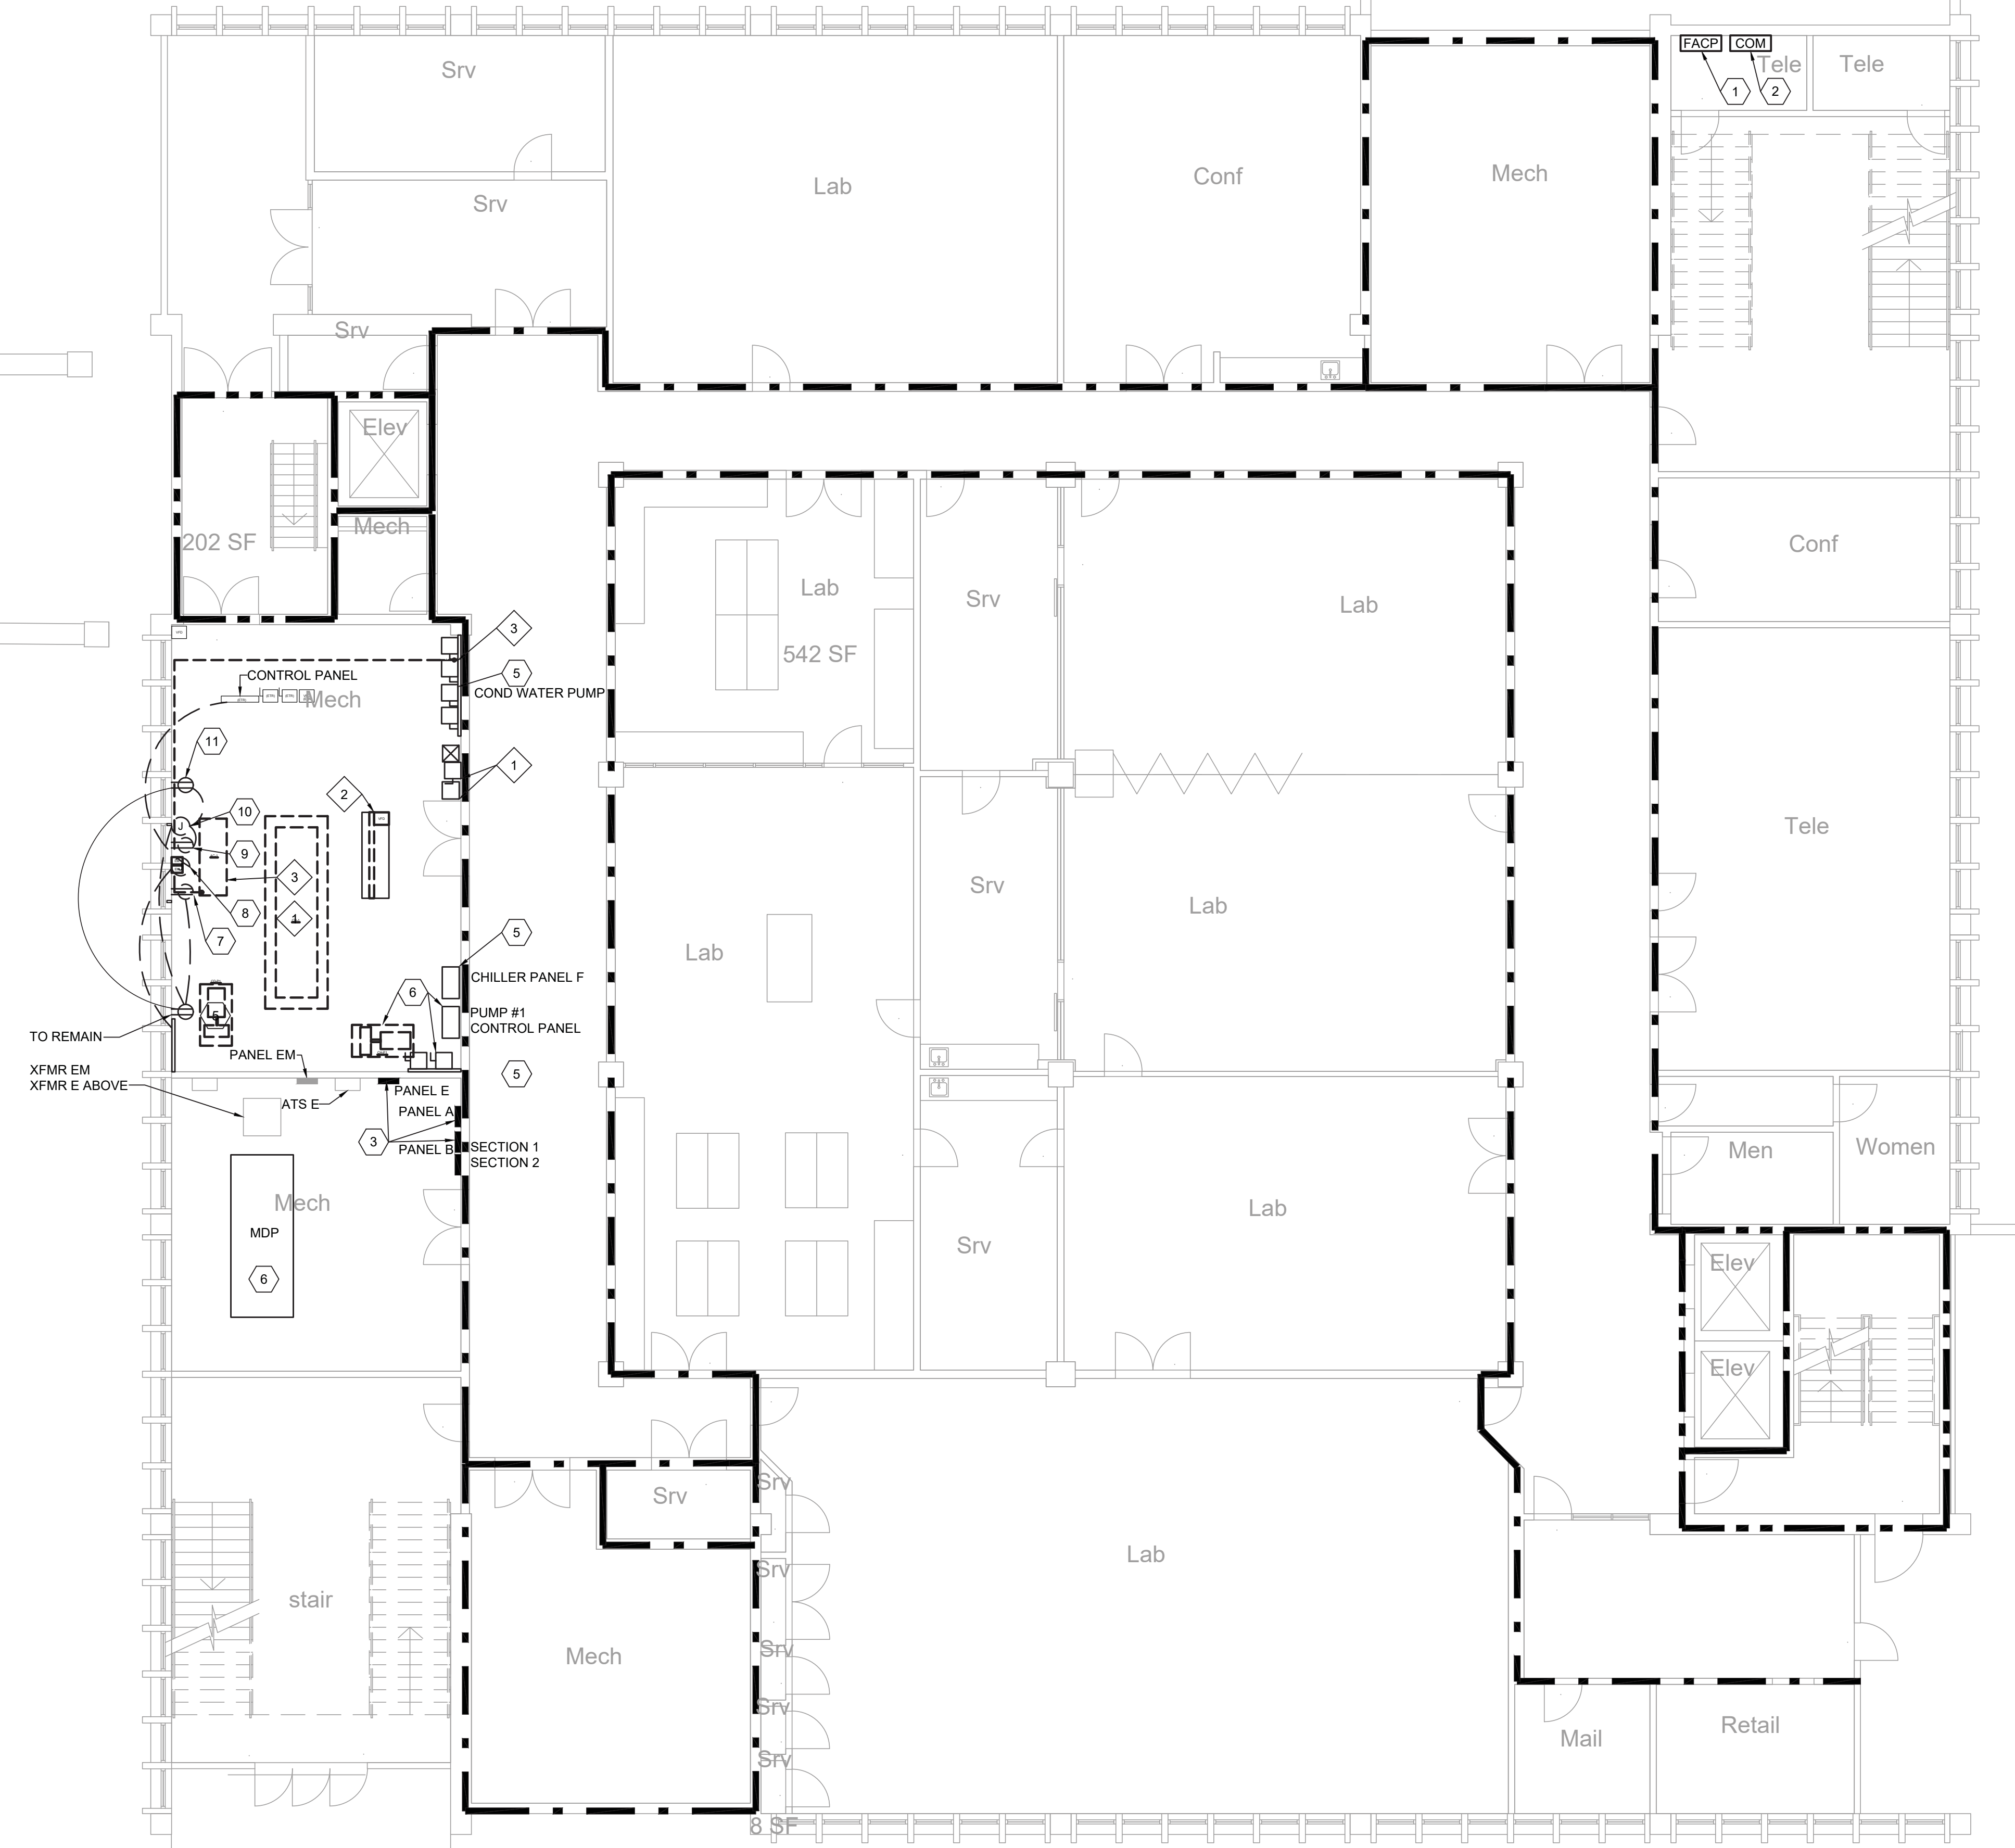 FACP
COM
Srv
Tele
Tele
1
2
Mech
Conf
Lab
Srv
Srv
Elev
Mech
202 SF
Conf
Lab
Srv
Lab
3
542 SF
5
CONTROL PANEL
COND WATER PUMP
Mech
11
1
2
10
Tele
9
3
Srv
8
Lab
1
7
5
Lab
CHILLER PANEL F
6
PUMP #1
CONTROL PANEL
TO REMAIN
PANEL EM
XFMR EM
XFMR E ABOVE
5
PANEL E
ATS E
PANEL A
3
PANEL B
SECTION 1
SECTION 2
Men
Women
Mech
Lab
MDP
Srv
6
Elev
Elev
Srv
Srv
Lab
Srv
stair
Srv
Mech
Srv
Mail
Retail
Srv
8 SF
J